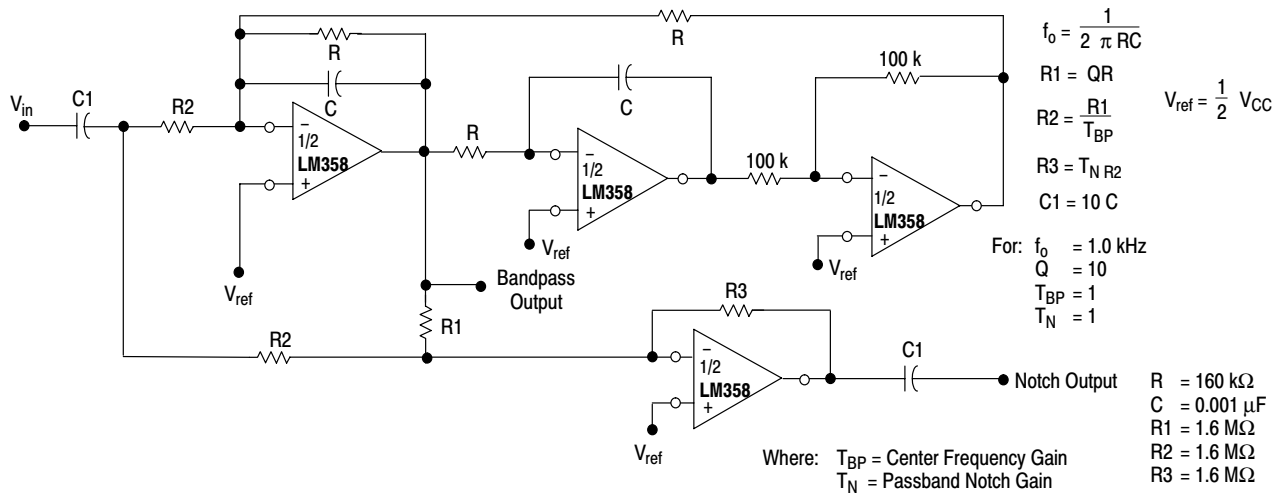 R
R
C
C1
V_in
R2
−
1/2
LM358
+
V_ref
R
C
−
1/2
LM358
+
V_ref
100 k
100 k
−
1/2
LM358
+
V_ref
Bandpass
Output
R1
R2
R3
−
1/2
LM358
+
V_ref
C1
Notch Output
f_o = 1 / 2 π RC
R1 = QR
R2 = R1 / T_BP
R3 = T_N R2
C1 = 10 C
V_ref = 1/2 V_CC
For: f_o = 1.0 kHz
Q = 10
T_BP = 1
T_N = 1
R = 160 kΩ
C = 0.001 μF
R1 = 1.6 MΩ
R2 = 1.6 MΩ
R3 = 1.6 MΩ
Where: T_BP = Center Frequency Gain
T_N = Passband Notch Gain